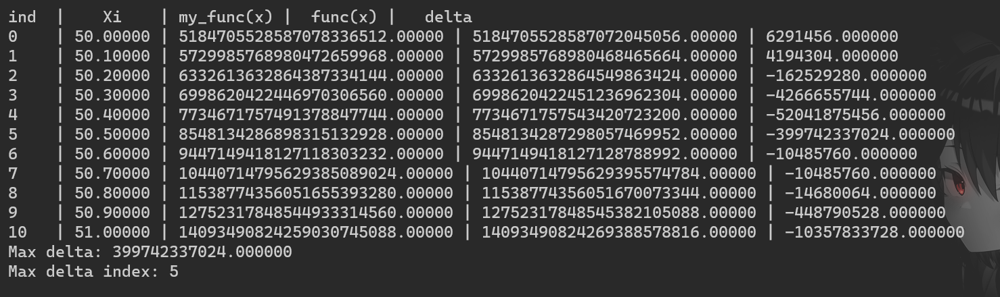 ind | Xi | my_func(x) | func(x) | delta
0 | 50.00000 | 5184705528587078336512.00000 | 5184705528587072045056.00000 | 6291456.000000
1 | 50.10000 | 5729985768980472659968.00000 | 5729985768980468465664.00000 | 4194304.000000
2 | 50.20000 | 6332613632864387334144.00000 | 6332613632864549863424.00000 | -162529280.000000
3 | 50.30000 | 6998620422446970306560.00000 | 6998620422451236962304.00000 | -4266655744.000000
4 | 50.40000 | 7734671757491378847744.00000 | 7734671757543420723200.00000 | -52041875456.000000
5 | 50.50000 | 8548134286898315132928.00000 | 8548134287298057469952.00000 | -399742337024.000000
6 | 50.60000 | 9447149418127118303232.00000 | 9447149418127128788992.00000 | -10485760.000000
7 | 50.70000 | 10440714795629385089024.00000 | 10440714795629395574784.00000 | -10485760.000000
8 | 50.80000 | 11538774356051655393280.00000 | 11538774356051670073344.00000 | -14680064.000000
9 | 50.90000 | 12752317848544933314560.00000 | 12752317848545382105088.00000 | -448790528.000000
10 | 51.00000 | 14093490824259030745088.00000 | 14093490824269388578816.00000 | -10357833728.000000
Max delta: 399742337024.000000
Max delta index: 5